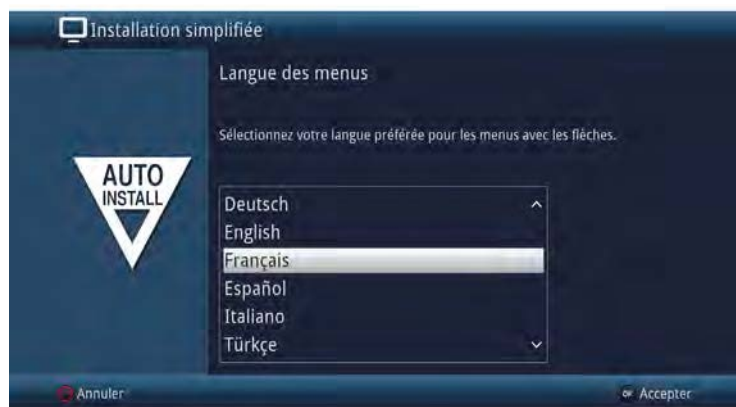 Installation simplifiée
Langue des menus
Sélectionnez votre langue préférée pour les menus avec les flèches.
AUTO
INSTALL
Deutsch
English
Français
Español
Italiano
Türkçe
Annuler
OK Accepter